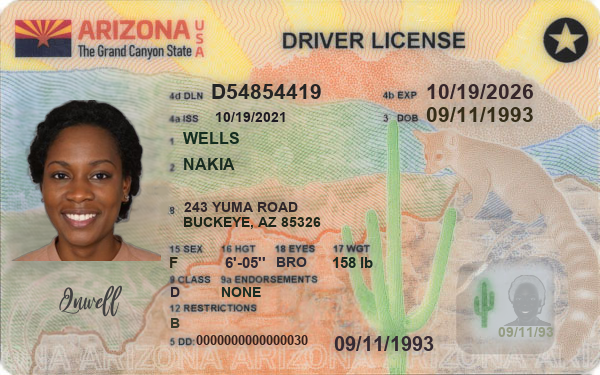 ARIZONA USA
The Grand Canyon State
DRIVER LICENSE
4d DLN D54854419
4b EXP 10/19/2026
4a ISS 10/19/2021
3 DOB 09/11/1993
1 WELLS
2 NAKIA
8 243 YUMA ROAD
BUCKEYE, AZ 85326
15 SEX 16 HGT 18 EYES 17 WGT
F 6'-05" BRO 158 lb
9 CLASS 9a ENDORSEMENTS
D NONE
12 RESTRICTIONS
B
5 DD: 0000000000000030
09/11/1993
09/11/93
ARIZONA ARIZONA ARIZONA ARIZONA